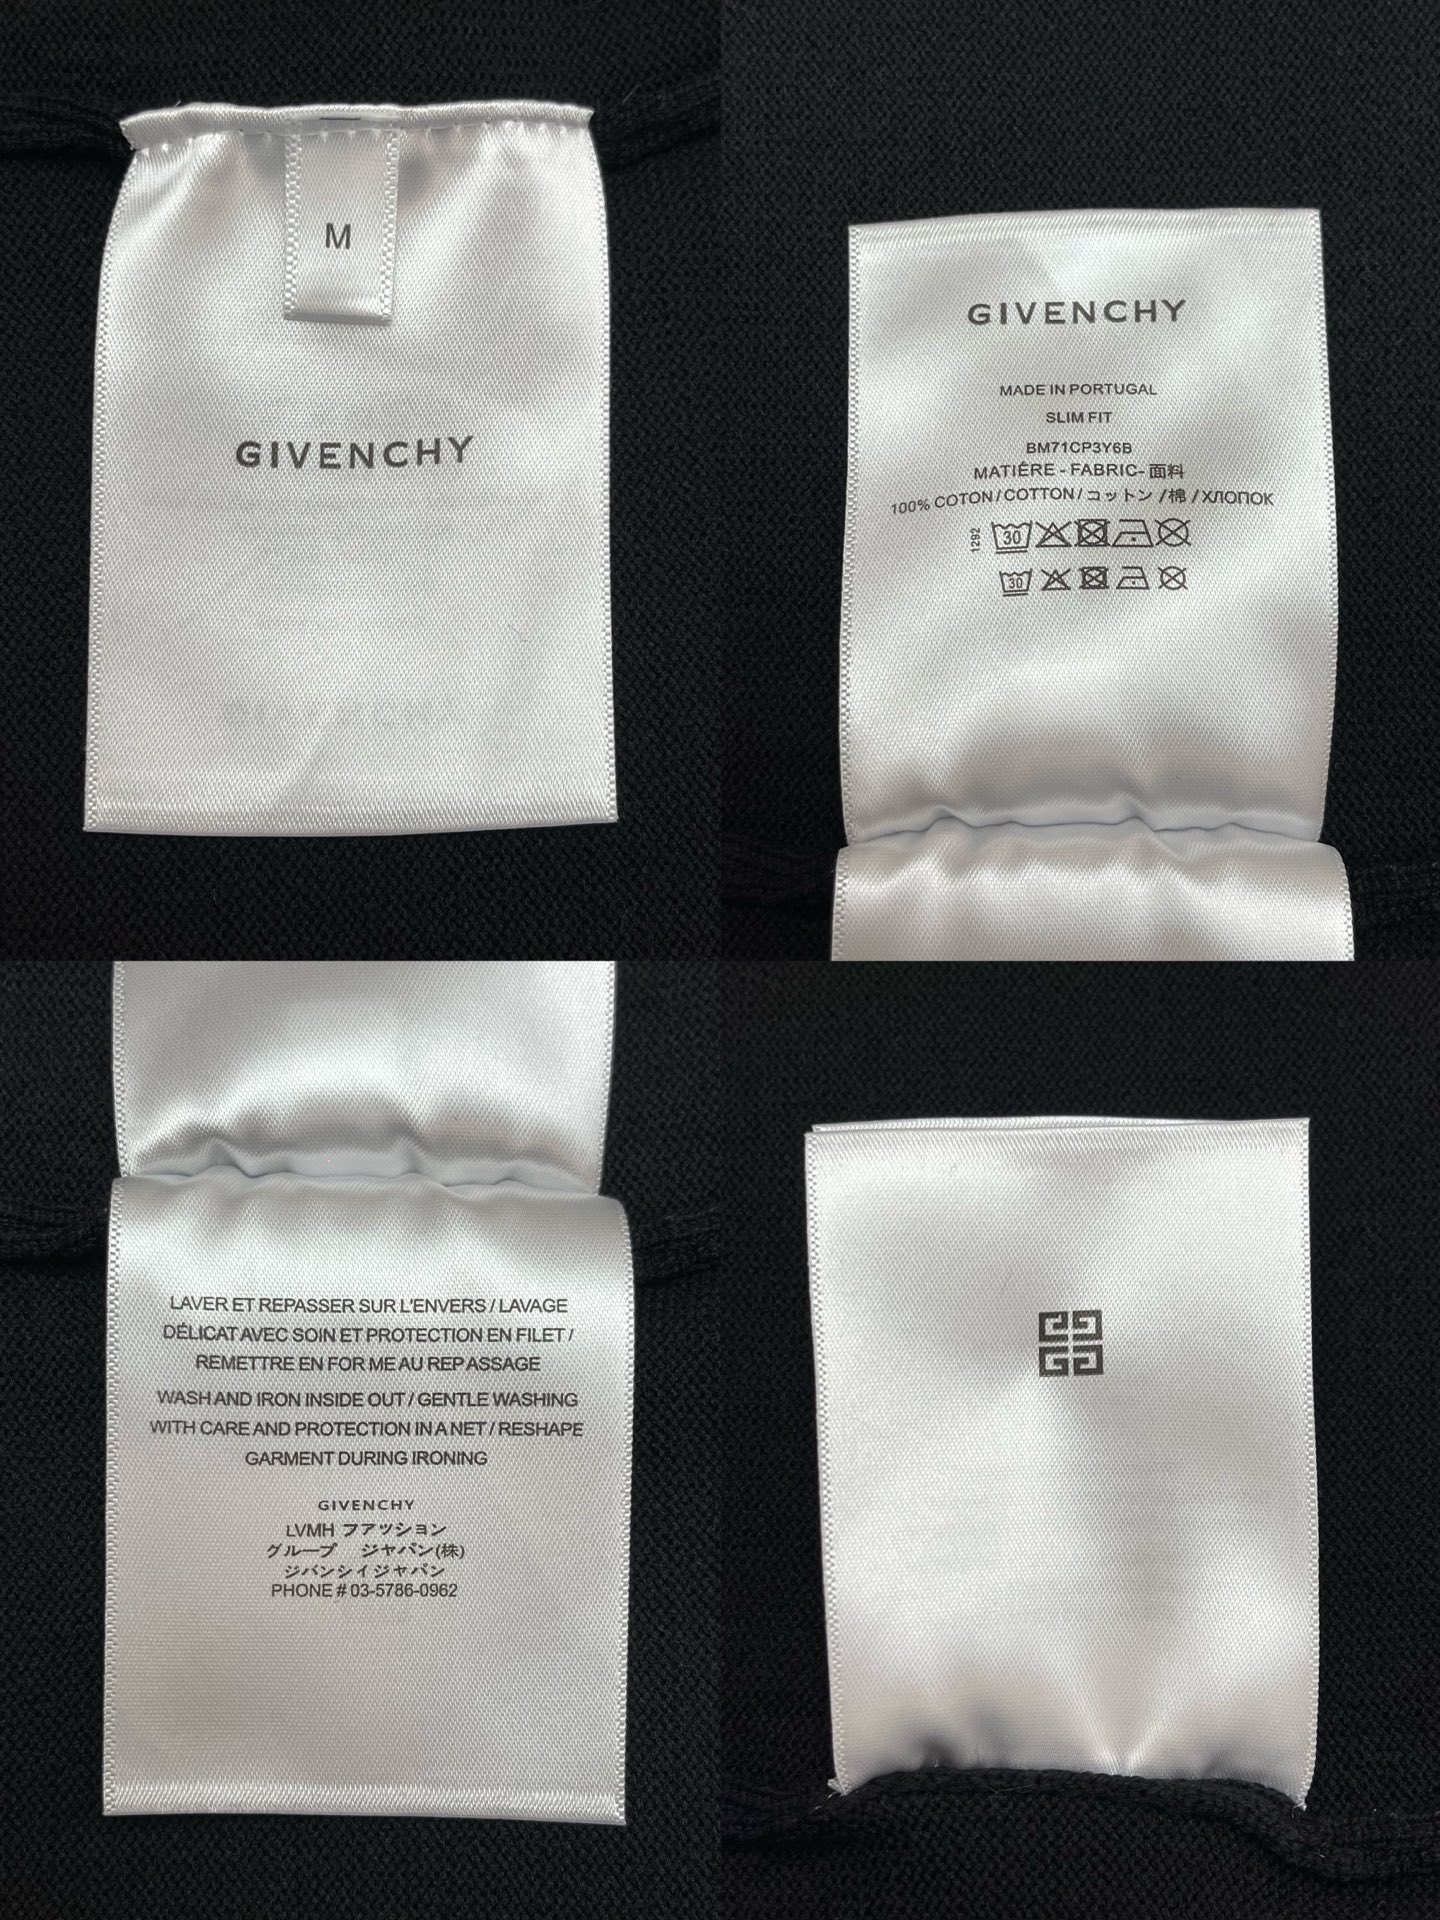 M
GIVENCHY
GIVENCHY
MADE IN PORTUGAL
SLIM FIT
BM71CP3Y6B
MATIÈRE - FABRIC- 面料
100% COTON / COTTON / コットン / 棉 / ХЛОПОК
1292
30
30
LAVER ET REPASSER SUR L'ENVERS / LAVAGE
DÉLICAT AVEC SOIN ET PROTECTION EN FILET /
REMETTRE EN FOR ME AU REP ASSAGE
WASH AND IRON INSIDE OUT / GENTLE WASHING
WITH CARE AND PROTECTION IN A NET / RESHAPE
GARMENT DURING IRONING
GIVENCHY
LVMH ファッション
グループ ジャパン(株)
ジバンシイジャパン
PHONE # 03-5786-0962